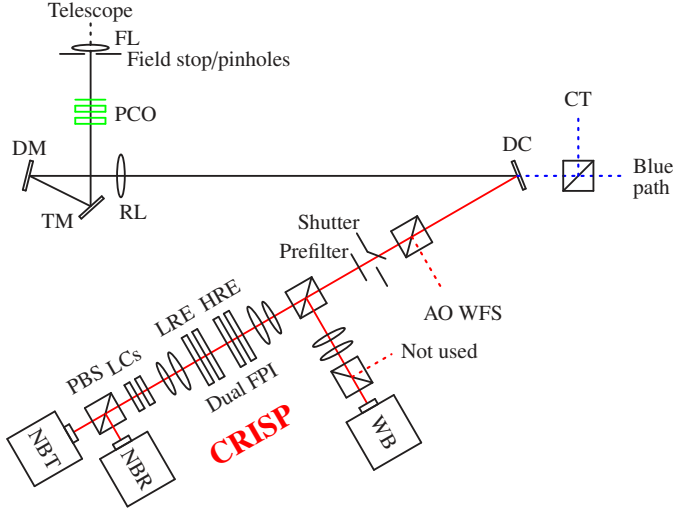 Telescope
FL
Field stop/pinholes
PCO
CT
DM
DC
Blue
path
TM
RL
Shutter
Prefilter
AO WFS
LRE
HRE
Not used
PBS
LCs
Dual FPI
CRISP
NBT
NBR
WB